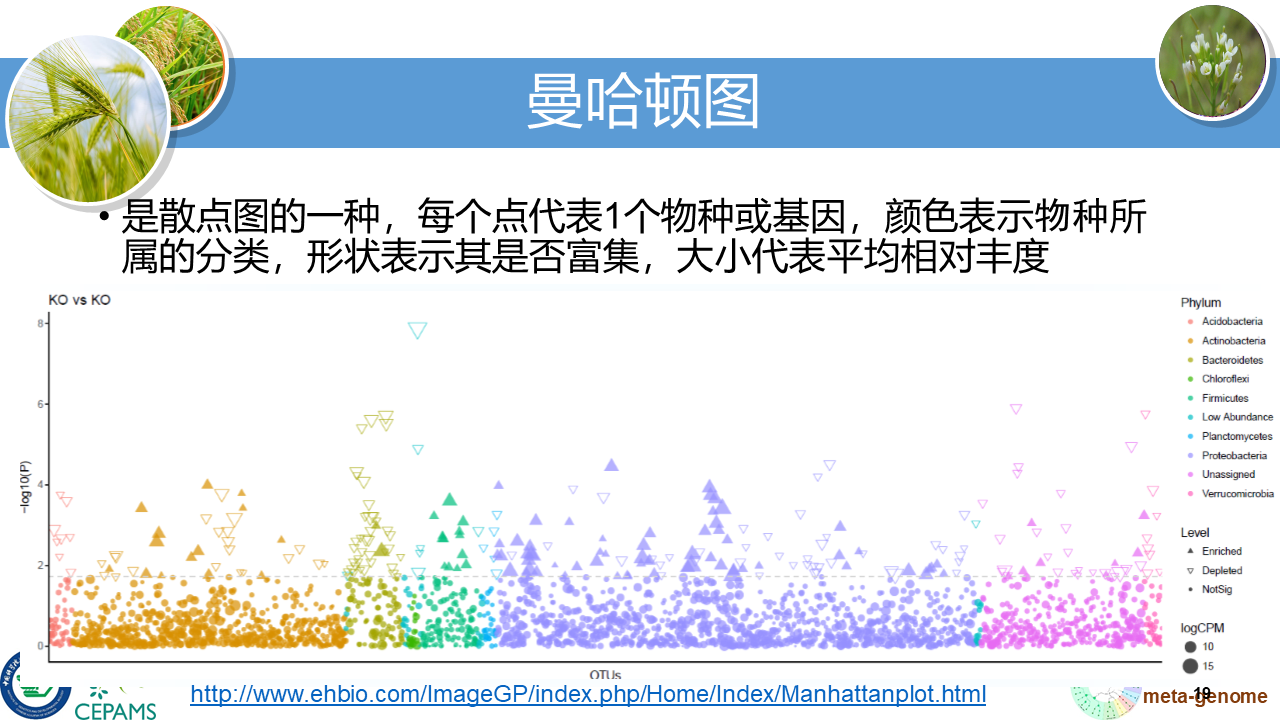 曼哈顿图
• 是散点图的一种，每个点代表1个物种或基因，颜色表示物种所
属的分类，形状表示其是否富集，大小代表平均相对丰度
KO vs KO
8
6
4
2
0
−log10(P)
OTUs
Phylum
Acidobacteria
Actinobacteria
Bacteroidetes
Chloroflexi
Firmicutes
Low Abundance
Planctomycetes
Proteobacteria
Unassigned
Verrucomicrobia
Level
Enriched
Depleted
NotSig
logCPM
10
15
CEPAMS
http://www.ehbio.com/ImageGP/index.php/Home/Index/Manhattanplot.html
19
meta-genome